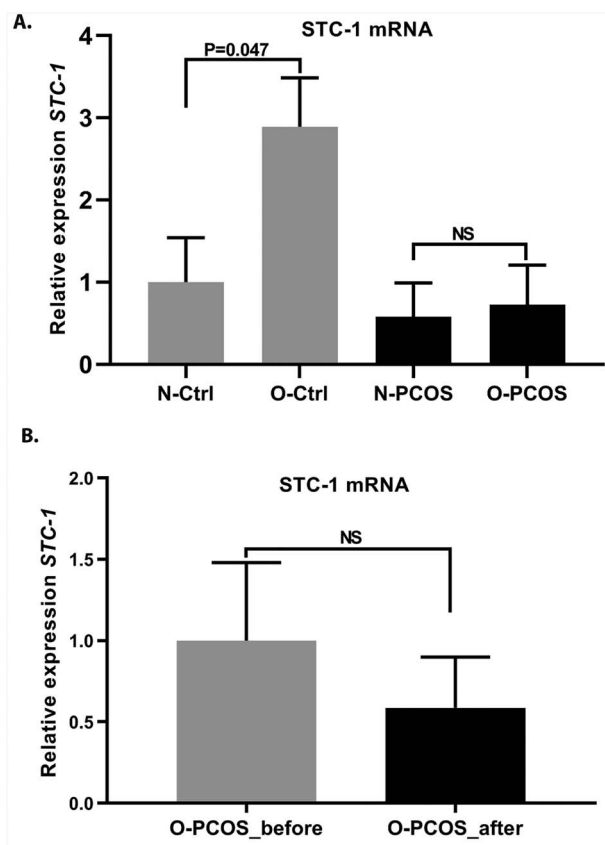 A.
STC-1 mRNA
P=0.047
NS
Relative expression STC-1
4
3
2
1
0
N-Ctrl O-Ctrl N-PCOS O-PCOS
B.
STC-1 mRNA
NS
Relative expression STC-1
2.0
1.5
1.0
0.5
0.0
O-PCOS_before O-PCOS_after